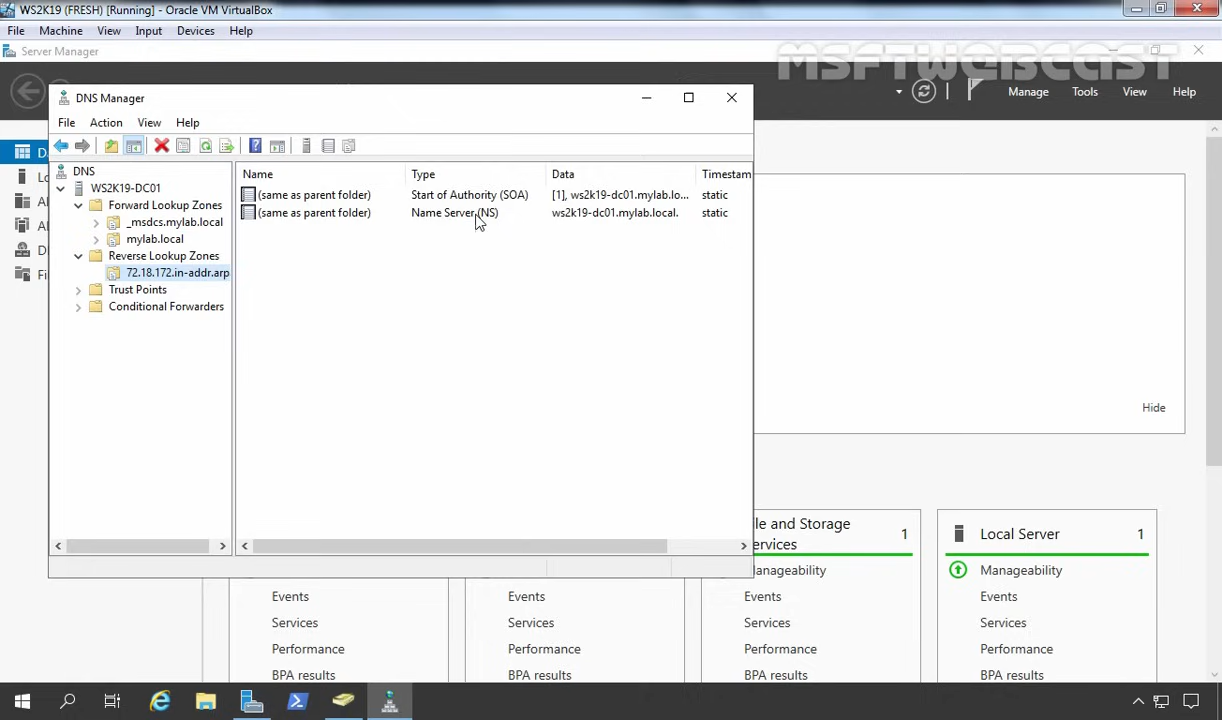 WS2K19 (FRESH) [Running] - Oracle VM VirtualBox
File Machine View Input Devices Help
Server Manager
MSFTWEBCAST
Manage Tools View Help
DNS Manager
File Action View Help
DNS
WS2K19-DC01
Forward Lookup Zones
_msdcs.mylab.local
mylab.local
Reverse Lookup Zones
72.18.172.in-addr.arp
Trust Points
Conditional Forwarders
Name Type Data Timestam
(same as parent folder) Start of Authority (SOA) [1], ws2k19-dc01.mylab.lo... static
(same as parent folder) Name Server (NS) ws2k19-dc01.mylab.local. static
Hide
Storage 1
Local Server 1
Manageability
Events Events Events Events
Services Services Services Services
Performance Performance Performance Performance
BPA results BPA results BPA results BPA results